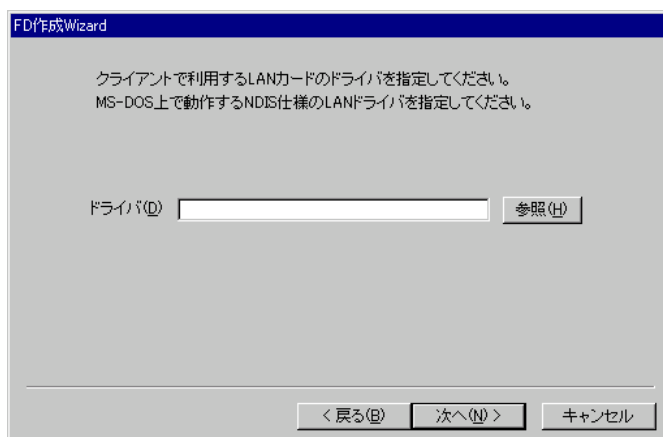 FD作成Wizard
クライアントで利用するLANカードのドライバを指定してください。
MS-DOS上で動作するNDIS仕様のLANドライバを指定してください。
ドライバ(D) 参照(H)
< 戻る(B) 次へ(N) > キャンセル